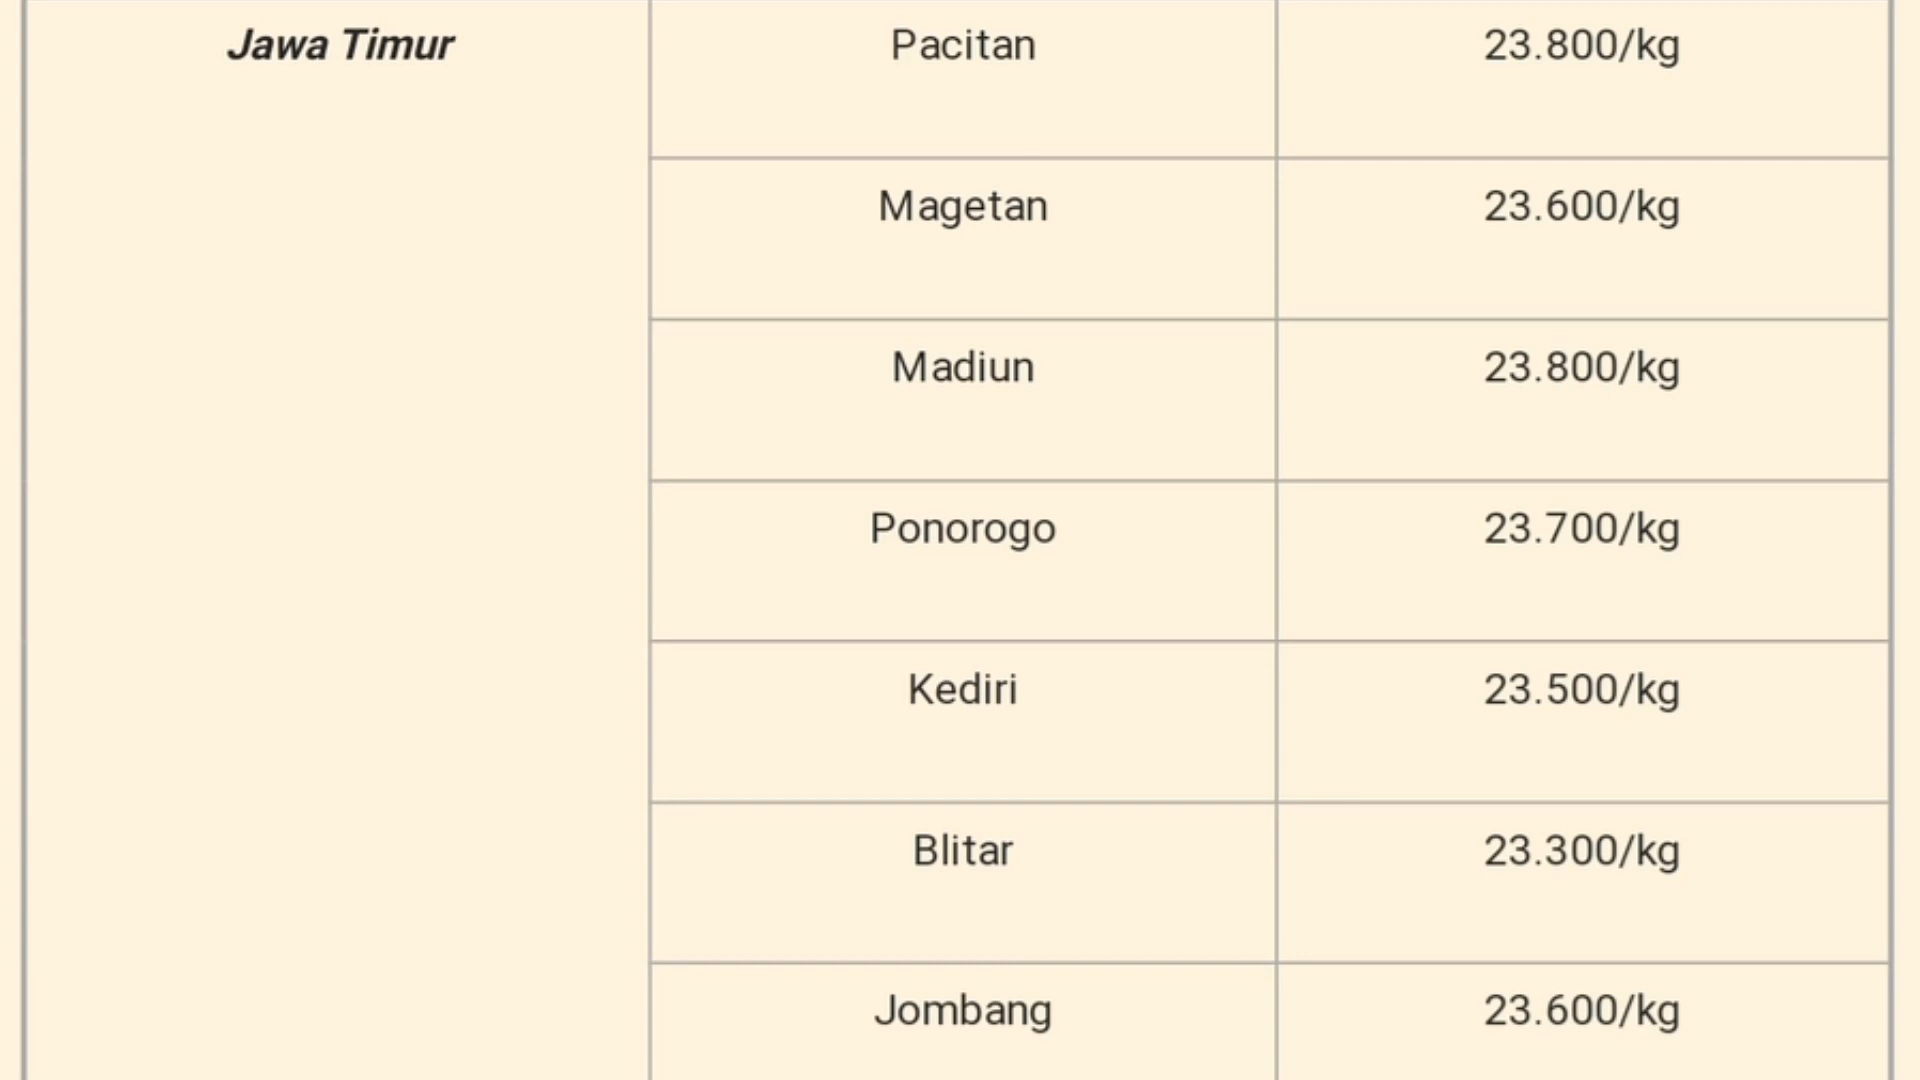 Jawa Timur Pacitan 23.800/kg
Magetan 23.600/kg
Madiun 23.800/kg
Ponorogo 23.700/kg
Kediri 23.500/kg
Blitar 23.300/kg
Jombang 23.600/kg